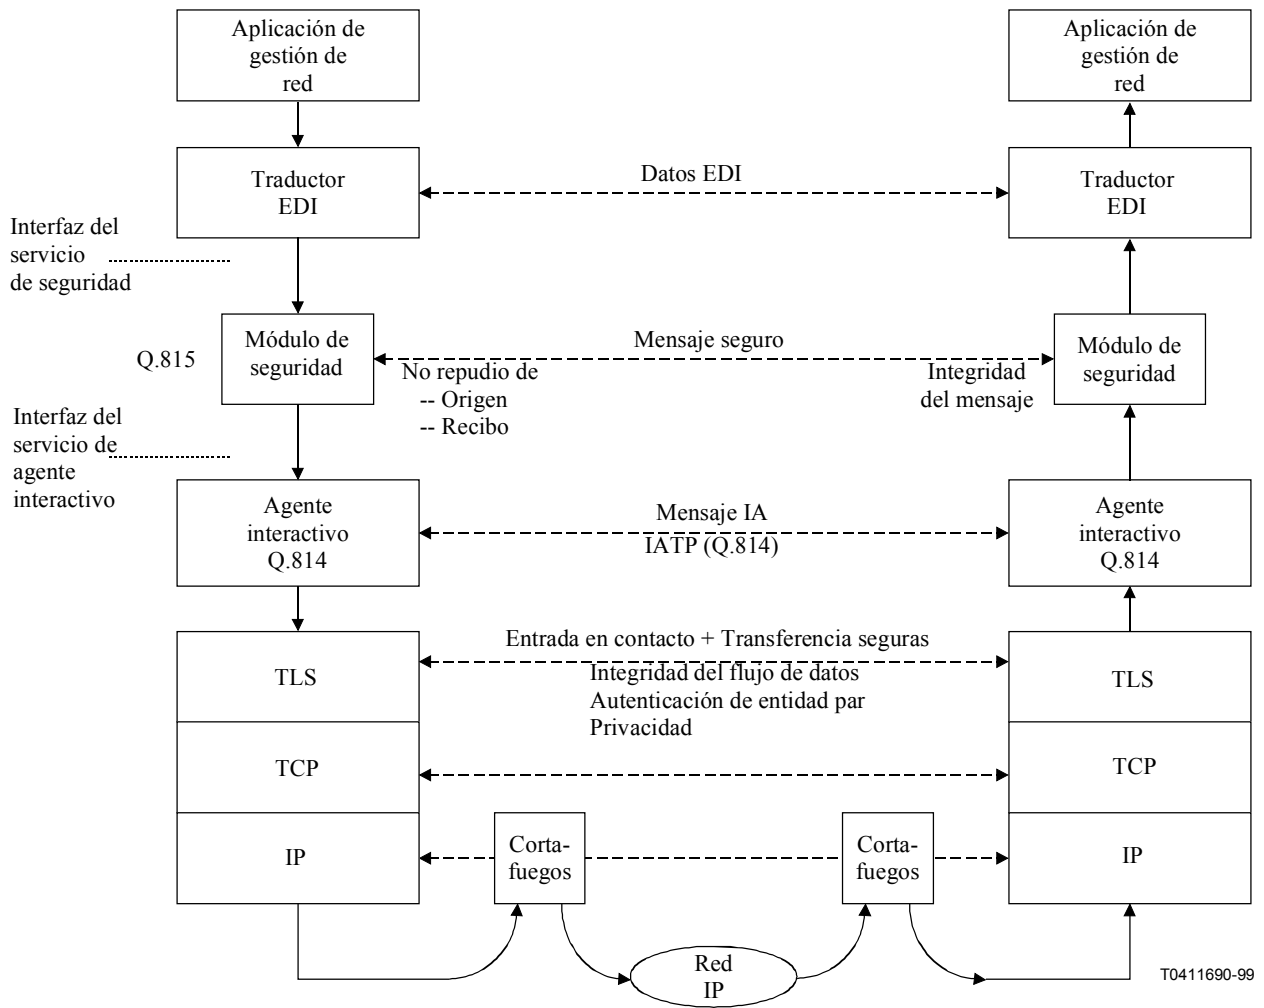 Aplicación de
gestión de
red
Aplicación de
gestión de
red
Traductor
EDI
Datos EDI
Traductor
EDI
Interfaz del
servicio
de seguridad
Q.815
Módulo de
seguridad
Mensaje seguro
No repudio de
-- Origen
-- Recibo
Integridad
del mensaje
Módulo de
seguridad
Interfaz del
servicio de
agente
interactivo
Agente
interactivo
Q.814
Mensaje IA
IATP (Q.814)
Agente
interactivo
Q.814
TLS
Entrada en contacto + Transferencia seguras
Integridad del flujo de datos
Autenticación de entidad par
Privacidad
TLS
TCP
TCP
IP
Corta-
fuegos
Corta-
fuegos
IP
Red
IP
T0411690-99